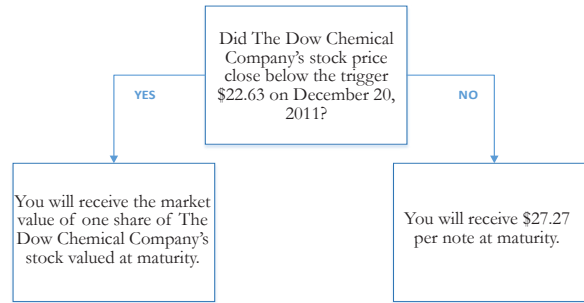 Did The Dow Chemical
Company's stock price
close below the trigger
$22.63 on December 20,
2011?
YES
NO
You will receive the market
value of one share of The
Dow Chemical Company's
stock valued at maturity.
You will receive $27.27
per note at maturity.